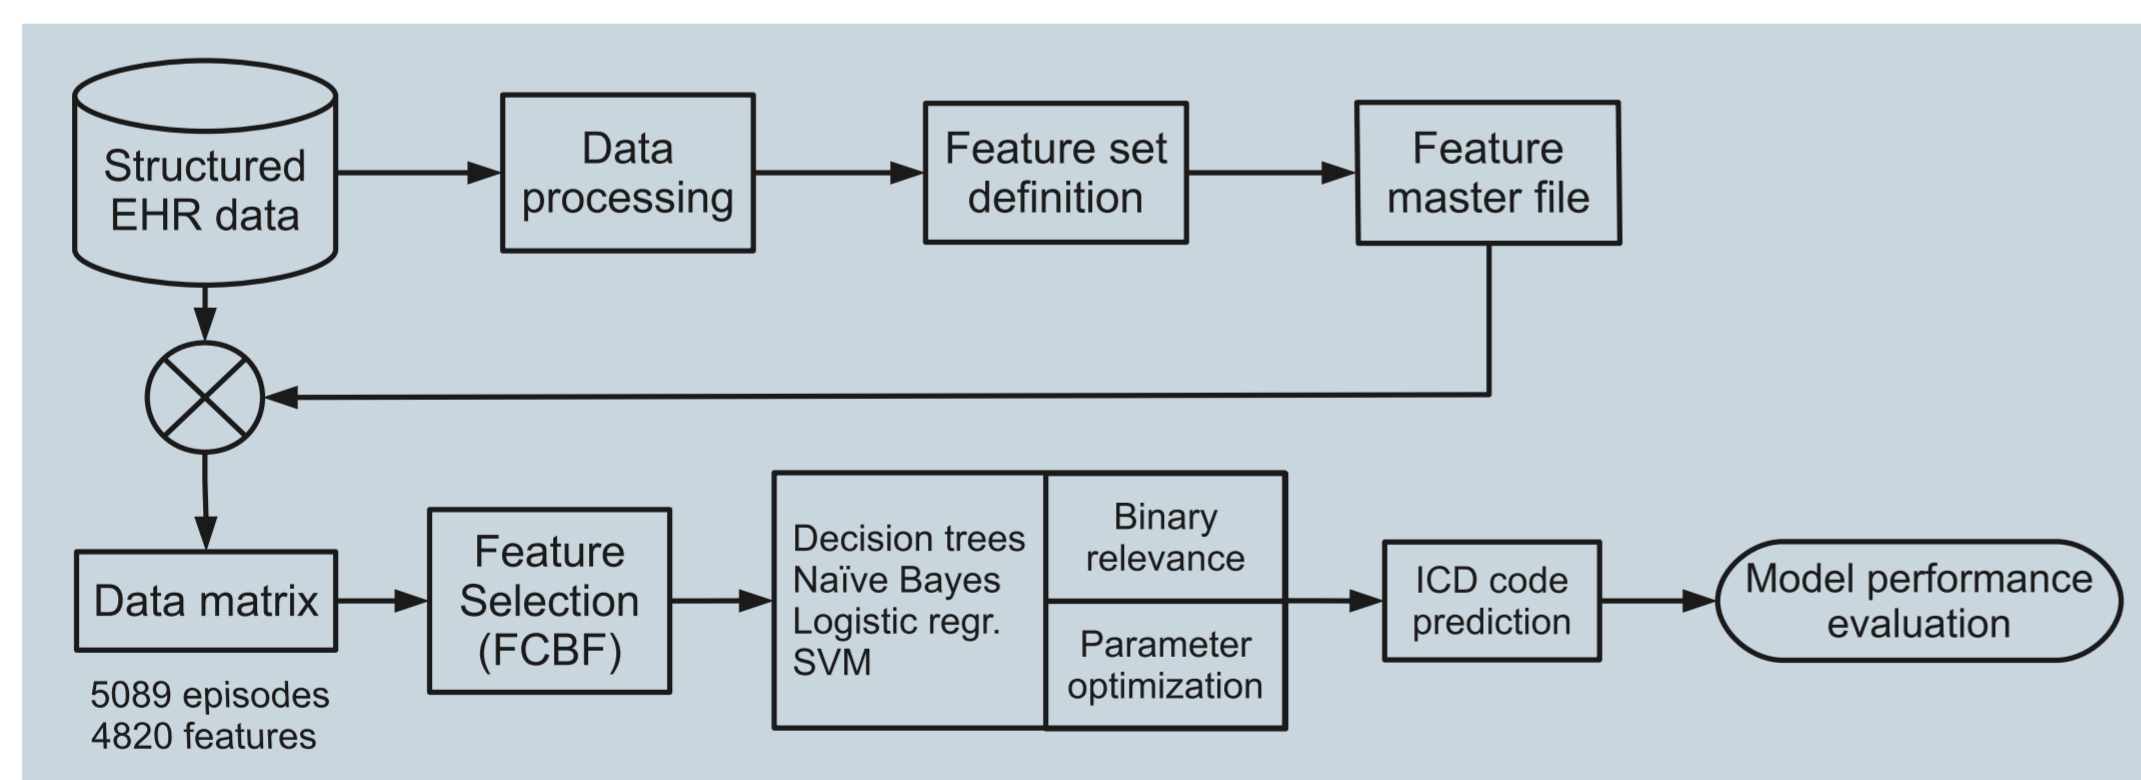 Structured
EHR data
Data
processing
Feature set
definition
Feature
master file
Data matrix
5089 episodes
4820 features
Feature
Selection
(FCBF)
Decision trees
Naïve Bayes
Logistic regr.
SVM
Binary
relevance
Parameter
optimization
ICD code
prediction
Model performance
evaluation